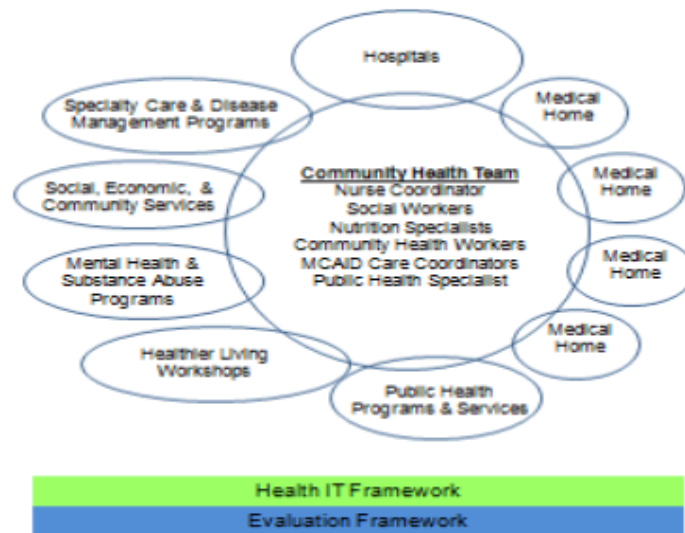 Hospitals
Specialty Care & Disease
Management Programs
Medical
Home
Social, Economic, &
Community Services
Community Health Team
Nurse Coordinator
Social Workers
Nutrition Specialists
Community Health Workers
MCAID Care Coordinators
Public Health Specialist
Medical
Home
Mental Health &
Substance Abuse
Programs
Medical
Home
Healthier Living
Workshops
Medical
Home
Public Health
Programs & Services
Health IT Framework
Evaluation Framework